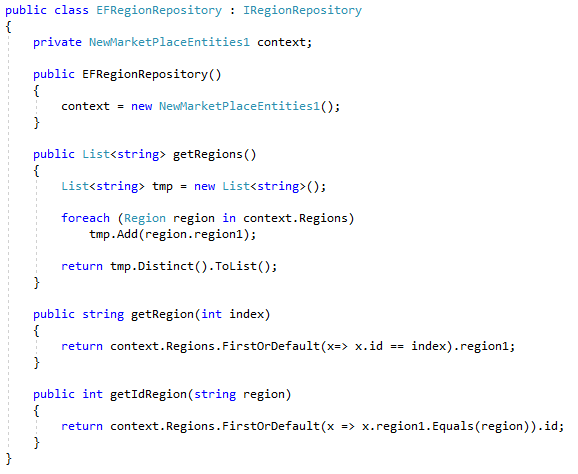 public class EFRegionRepository : IRegionRepository
{
    private NewMarketPlaceEntities1 context;

    public EFRegionRepository()
    {
        context = new NewMarketPlaceEntities1();
    }

    public List<string> getRegions()
    {
        List<string> tmp = new List<string>();

        foreach (Region region in context.Regions)
            tmp.Add(region.region1);

        return tmp.Distinct().ToList();
    }

    public string getRegion(int index)
    {
        return context.Regions.FirstOrDefault(x=> x.id == index).region1;
    }

    public int getIdRegion(string region)
    {
        return context.Regions.FirstOrDefault(x => x.region1.Equals(region)).id;
    }
}